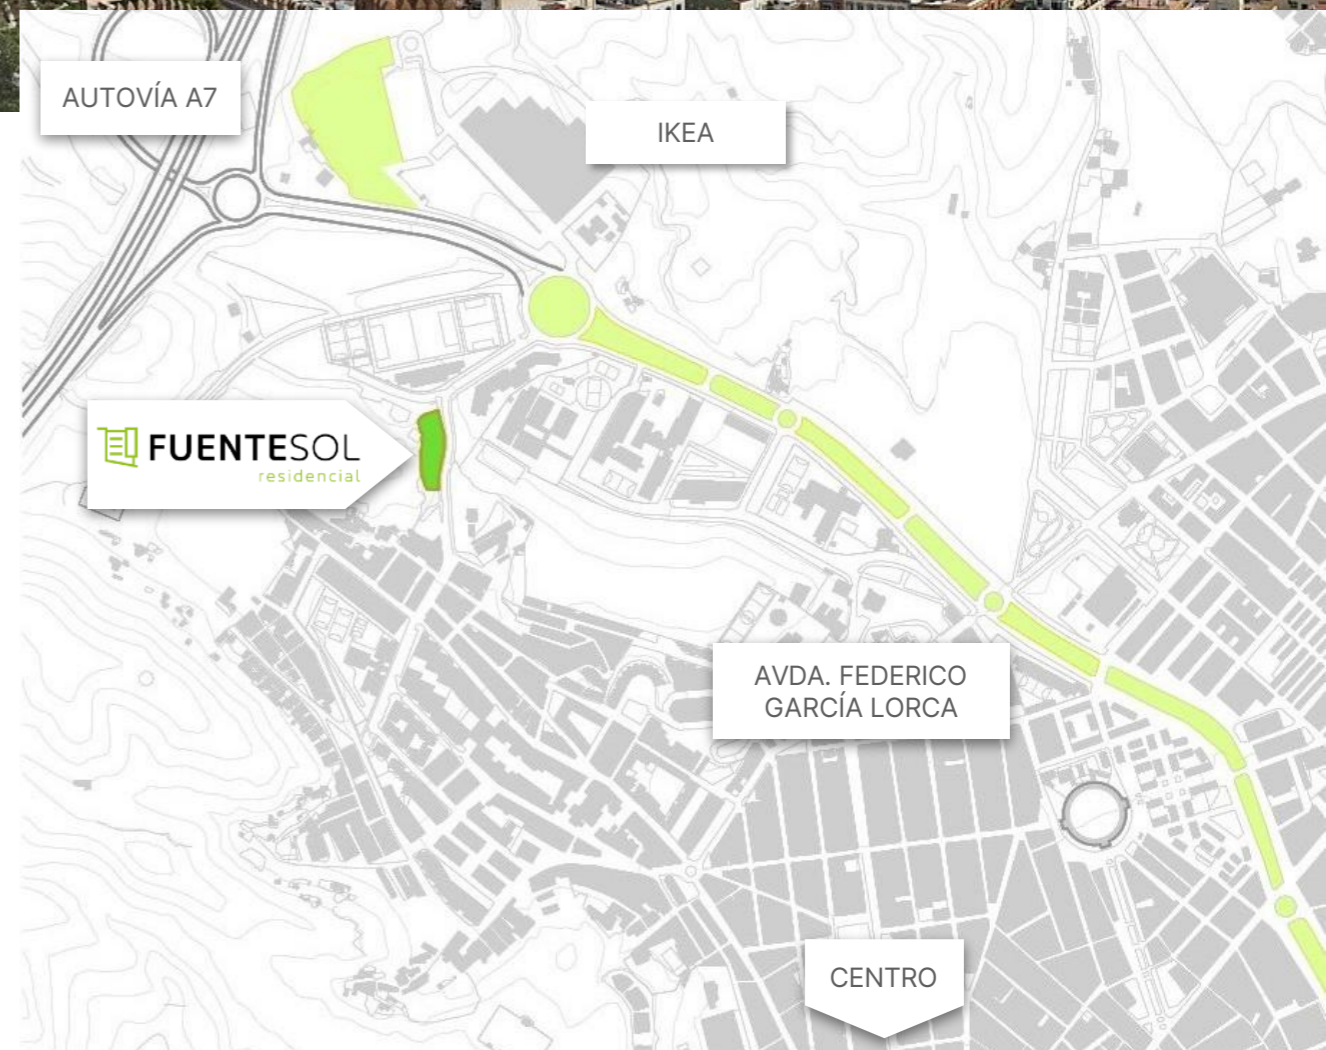 AUTOVÍA A7
IKEA
FUENTESOL
residencial
AVDA. FEDERICO
GARCÍA LORCA
CENTRO